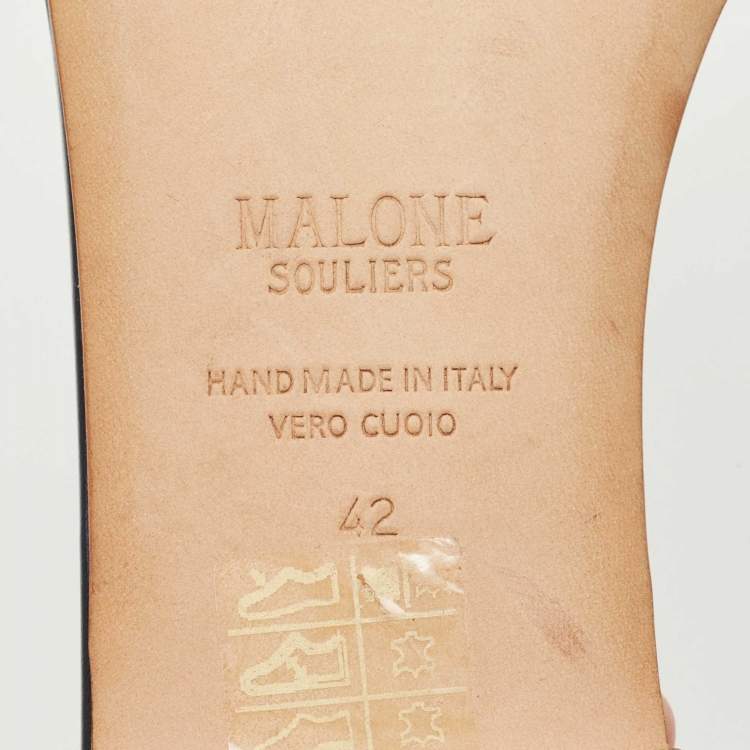 MALONE
SOULIERS
HAND MADE IN ITALY
VERO CUOIO
42